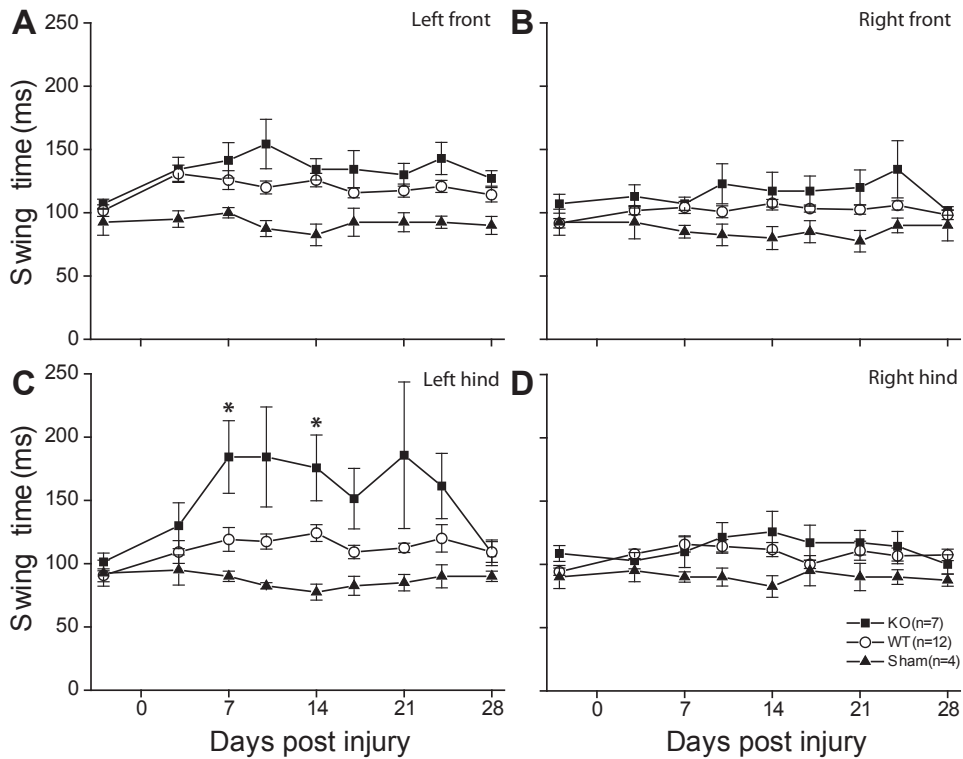 A
Left front
B
Right front
250
200
150
100
50
0
Swing time (ms)
C
Left hind
D
Right hind
*
*
250
200
150
100
50
0
Swing time (ms)
KO(n=7)
WT(n=12)
Sham(n=4)
0 7 14 21 28
0 7 14 21 28
Days post injury
Days post injury